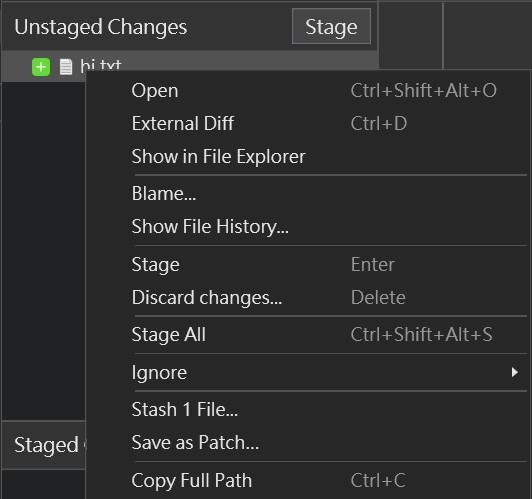 Unstaged Changes Stage
hi.txt
Open Ctrl+Shift+Alt+O
External Diff Ctrl+D
Show in File Explorer
Blame...
Show File History...
Stage Enter
Discard changes... Delete
Stage All Ctrl+Shift+Alt+S
Ignore
Stash 1 File...
Staged
Save as Patch...
Copy Full Path Ctrl+C